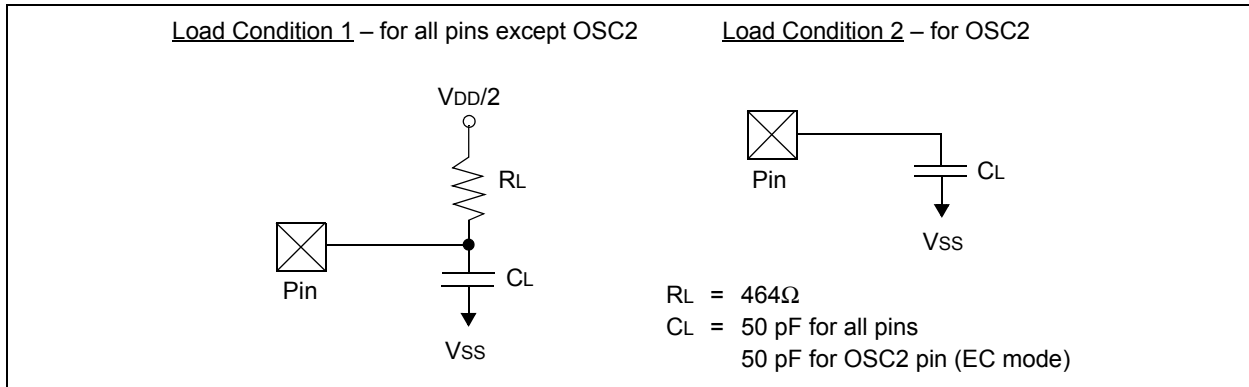 Load Condition 1 – for all pins except OSC2
VDD/2
RL
Pin
CL
VSS
Load Condition 2 – for OSC2
Pin
CL
VSS
RL = 464Ω
CL = 50 pF for all pins
50 pF for OSC2 pin (EC mode)